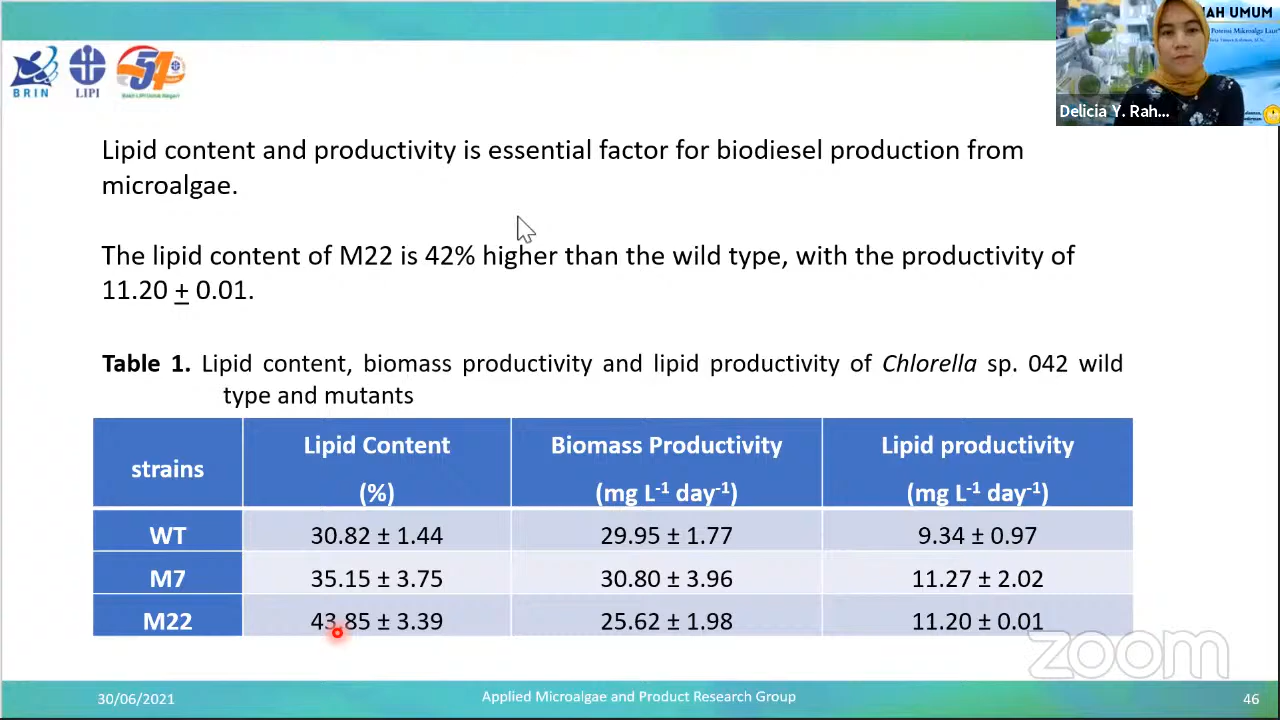 NAH UMUM
Potensi Mikroalga Laut"
BRIN
LIPI
51
Delicia Y. Rah...
Lipid content and productivity is essential factor for biodiesel production from
microalgae.
The lipid content of M22 is 42% higher than the wild type, with the productivity of
11.20 ± 0.01.
Table 1. Lipid content, biomass productivity and lipid productivity of Chlorella sp. 042 wild
type and mutants
strains
Lipid Content
(%)
Biomass Productivity
(mg L⁻¹ day⁻¹)
Lipid productivity
(mg L⁻¹ day⁻¹)
WT 30.82 ± 1.44 29.95 ± 1.77 9.34 ± 0.97
M7 35.15 ± 3.75 30.80 ± 3.96 11.27 ± 2.02
M22 43.85 ± 3.39 25.62 ± 1.98 11.20 ± 0.01
zoom
30/06/2021 Applied Microalgae and Product Research Group 46